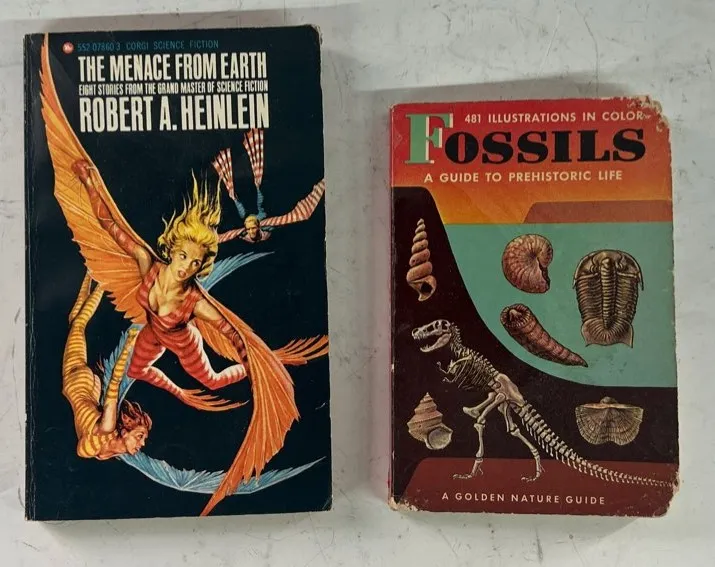 552 07860 3 CORGI SCIENCE FICTION
THE MENACE FROM EARTH
EIGHT STORIES FROM THE GRAND MASTER OF SCIENCE FICTION
ROBERT A. HEINLEIN
481 ILLUSTRATIONS IN COLOR
FOSSILS
A GUIDE TO PREHISTORIC LIFE
A GOLDEN NATURE GUIDE